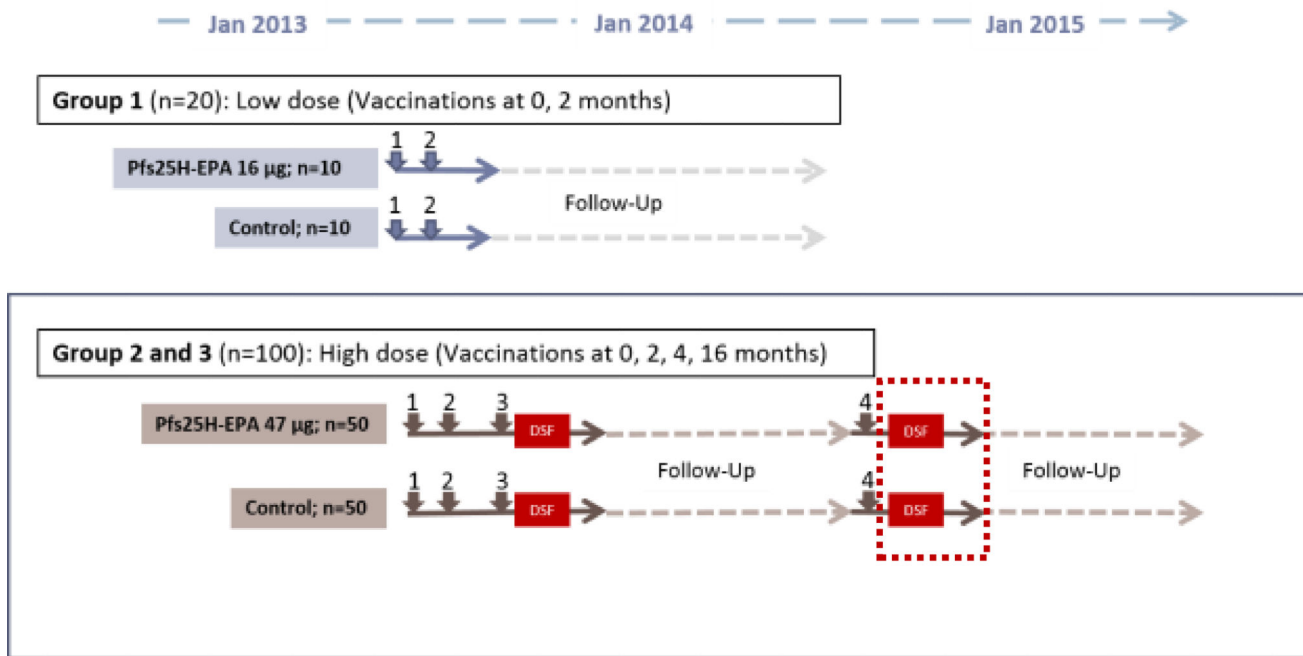 Jan 2013 Jan 2014 Jan 2015
Group 1 (n=20): Low dose (Vaccinations at 0, 2 months)
1 2
Pfs25H-EPA 16 µg; n=10
Follow-Up
1 2
Control; n=10
Group 2 and 3 (n=100): High dose (Vaccinations at 0, 2, 4, 16 months)
1 2 3 4
Pfs25H-EPA 47 µg; n=50 DSF DSF
Follow-Up Follow-Up
1 2 3 4
Control; n=50 DSF DSF